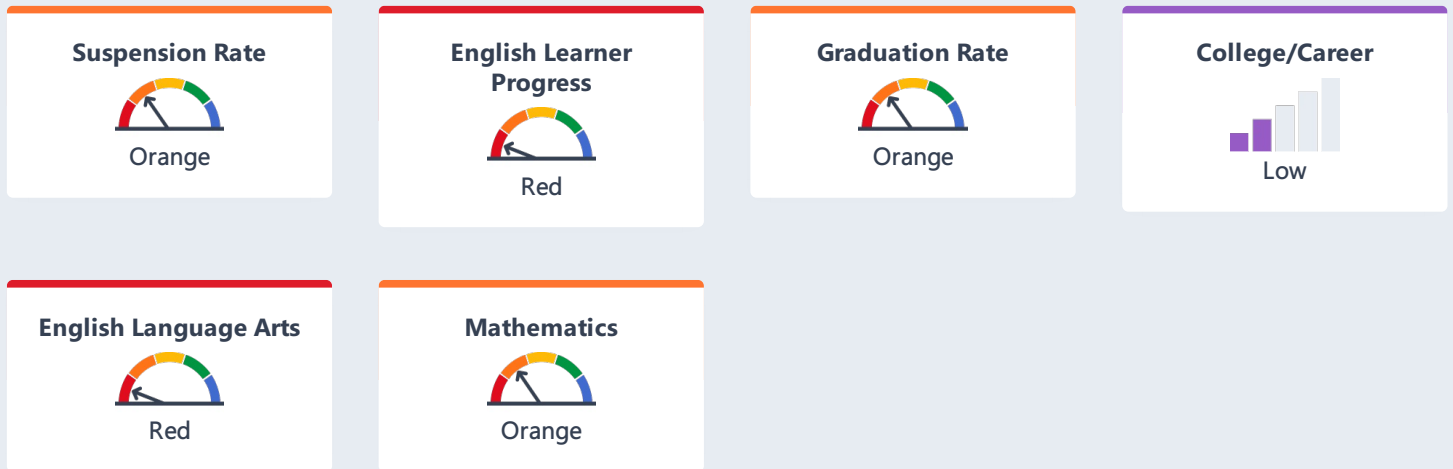 Suspension Rate
Orange
English Learner
Progress
Red
Graduation Rate
Orange
College/Career
Low
English Language Arts
Red
Mathematics
Orange